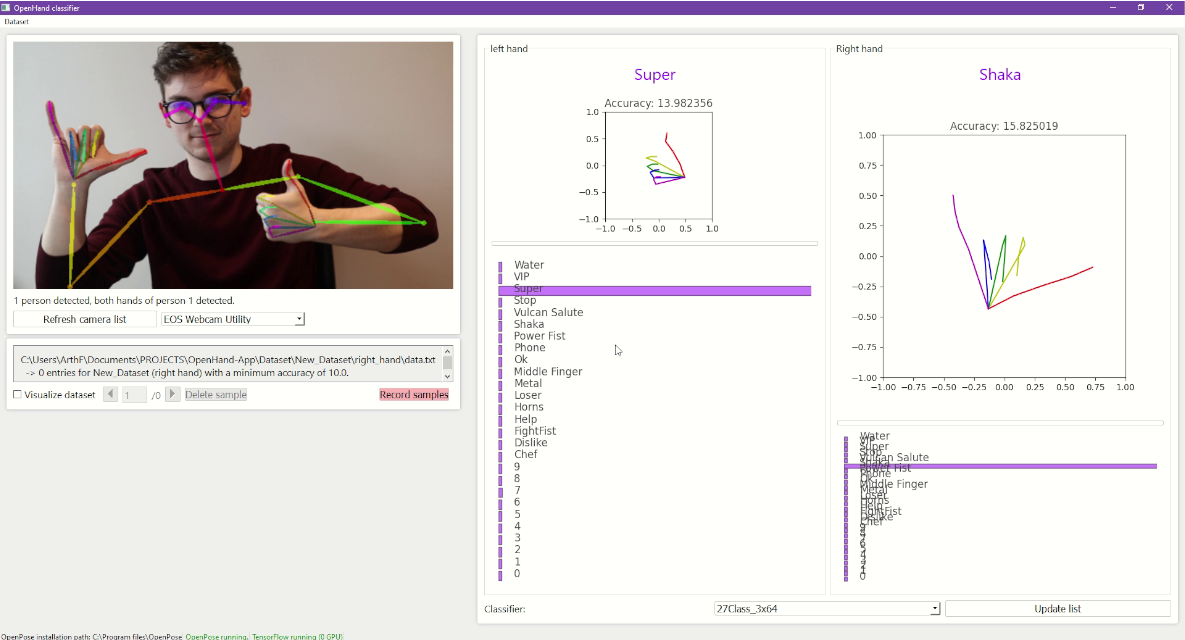 OpenHand classifier
Dataset
1 person detected, both hands of person 1 detected.
Refresh camera list
EOS Webcam Utility
C:\Users\ArthF\Documents\PROJECTS\OpenHand-App\Dataset\New_Dataset\right_hand\data.txt
-> 0 entries for New_Dataset (right hand) with a minimum accuracy of 10.0.
Visualize dataset
1
/0
Delete sample
Record samples
left hand
Super
Accuracy: 13.982356
1.0
0.5
0.0
−0.5
−1.0
−1.0 −0.5 0.0 0.5 1.0
Water
VIP
Super
Stop
Vulcan Salute
Shaka
Power Fist
Phone
Ok
Middle Finger
Metal
Loser
Horns
Help
FightFist
Dislike
Chef
9
8
7
6
5
4
3
2
1
0
Right hand
Shaka
Accuracy: 15.825019
1.00
0.75
0.50
0.25
0.00
−0.25
−0.50
−0.75
−1.00
−1.00 −0.75 −0.50 −0.25 0.00 0.25 0.50 0.75 1.00
Water
VIP
Super
Stop
Vulcan Salute
Shaka
Power Fist
Phone
Ok
Middle Finger
Metal
Loser
Horns
Help
FightFist
Dislike
Chef
9
6
4
2
1
0
Classifier:
27Class_3x64
Update list
OpenPose installation path: C:\Program files\OpenPose
OpenPose running.
TensorFlow running (0 GPU)